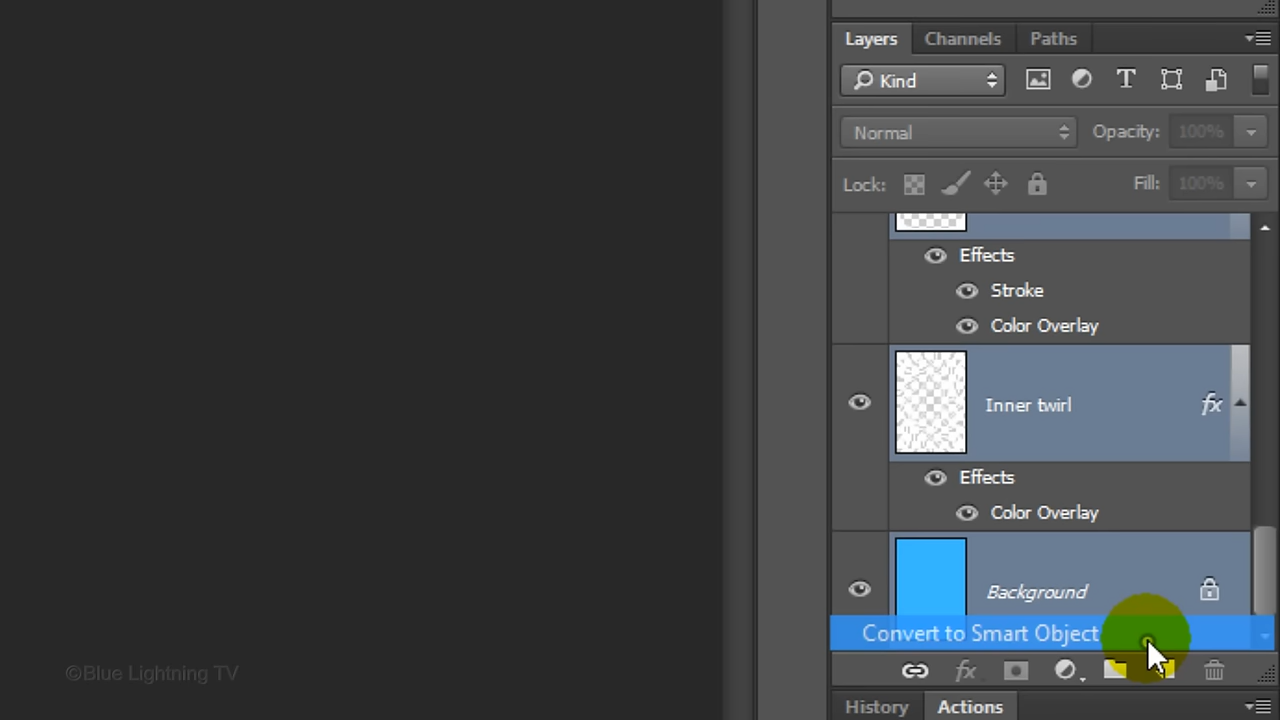 Layers Channels Paths
Kind
Normal Opacity: 100%
Lock: Fill: 100%
Effects
Stroke
Color Overlay
Inner twirl fx
Effects
Color Overlay
Background
Convert to Smart Object
fx
©Blue Lightning TV
History Actions